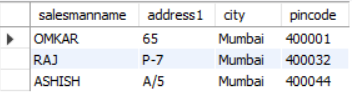 salesmanname address1 city pincode
OMKAR 65 Mumbai 400001
RAJ P-7 Mumbai 400032
ASHISH A/5 Mumbai 400044